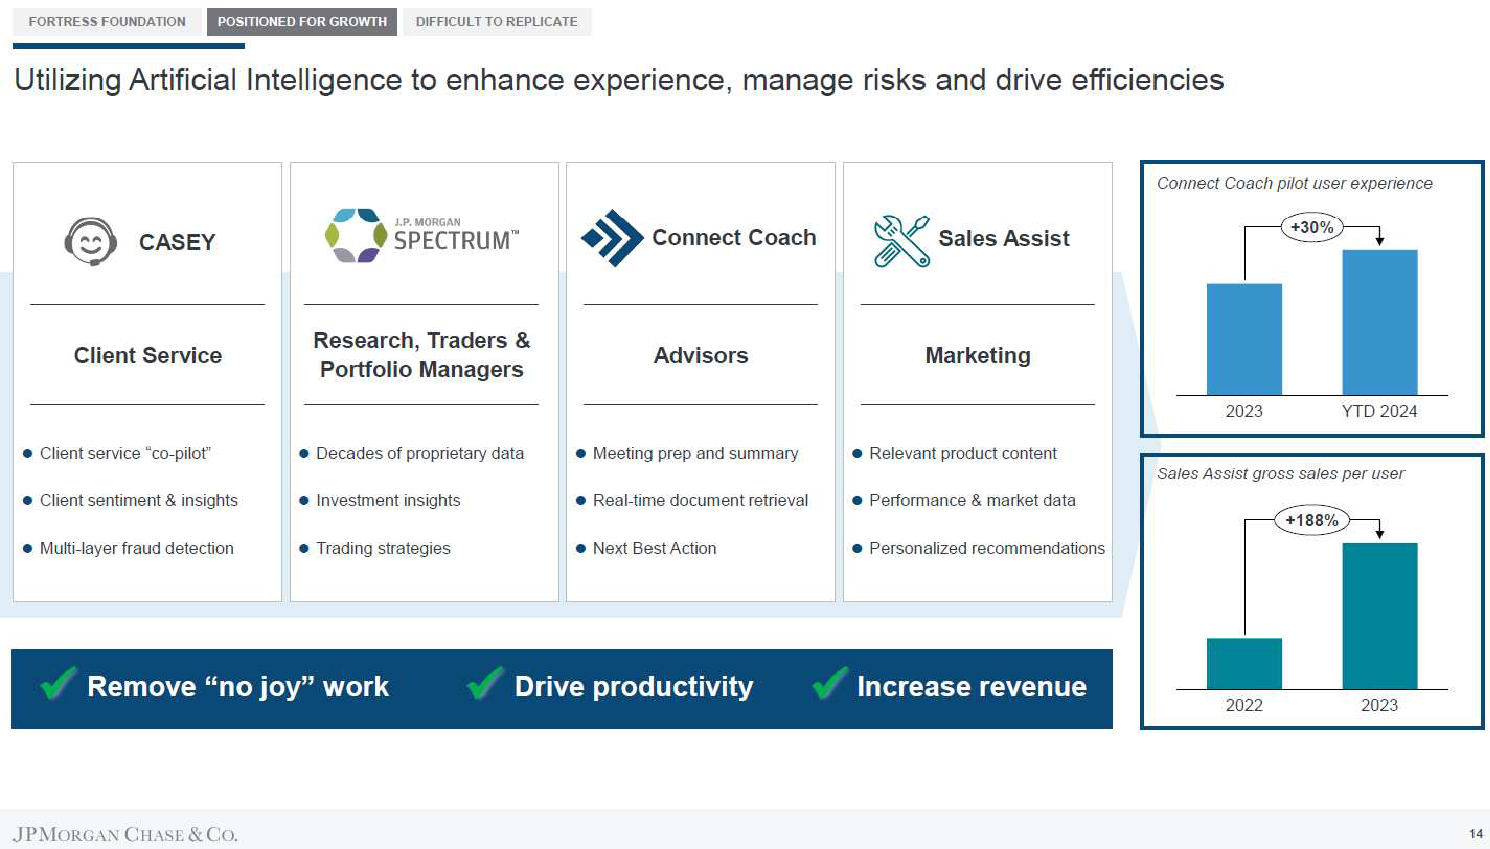 FORTRESS FOUNDATION
POSITIONED FOR GROWTH
DIFFICULT TO REPLICATE
Utilizing Artificial Intelligence to enhance experience, manage risks and drive efficiencies
CASEY
Client Service
Client service “co-pilot”
Client sentiment & insights
Multi-layer fraud detection
J.P. MORGAN
SPECTRUM™
Research, Traders &
Portfolio Managers
Decades of proprietary data
Investment insights
Trading strategies
Connect Coach
Advisors
Meeting prep and summary
Real-time document retrieval
Next Best Action
Sales Assist
Marketing
Relevant product content
Performance & market data
Personalized recommendations
Connect Coach pilot user experience
+30%
2023
YTD 2024
Sales Assist gross sales per user
+188%
2022
2023
Remove “no joy” work
Drive productivity
Increase revenue
JPMORGAN CHASE & CO.
14